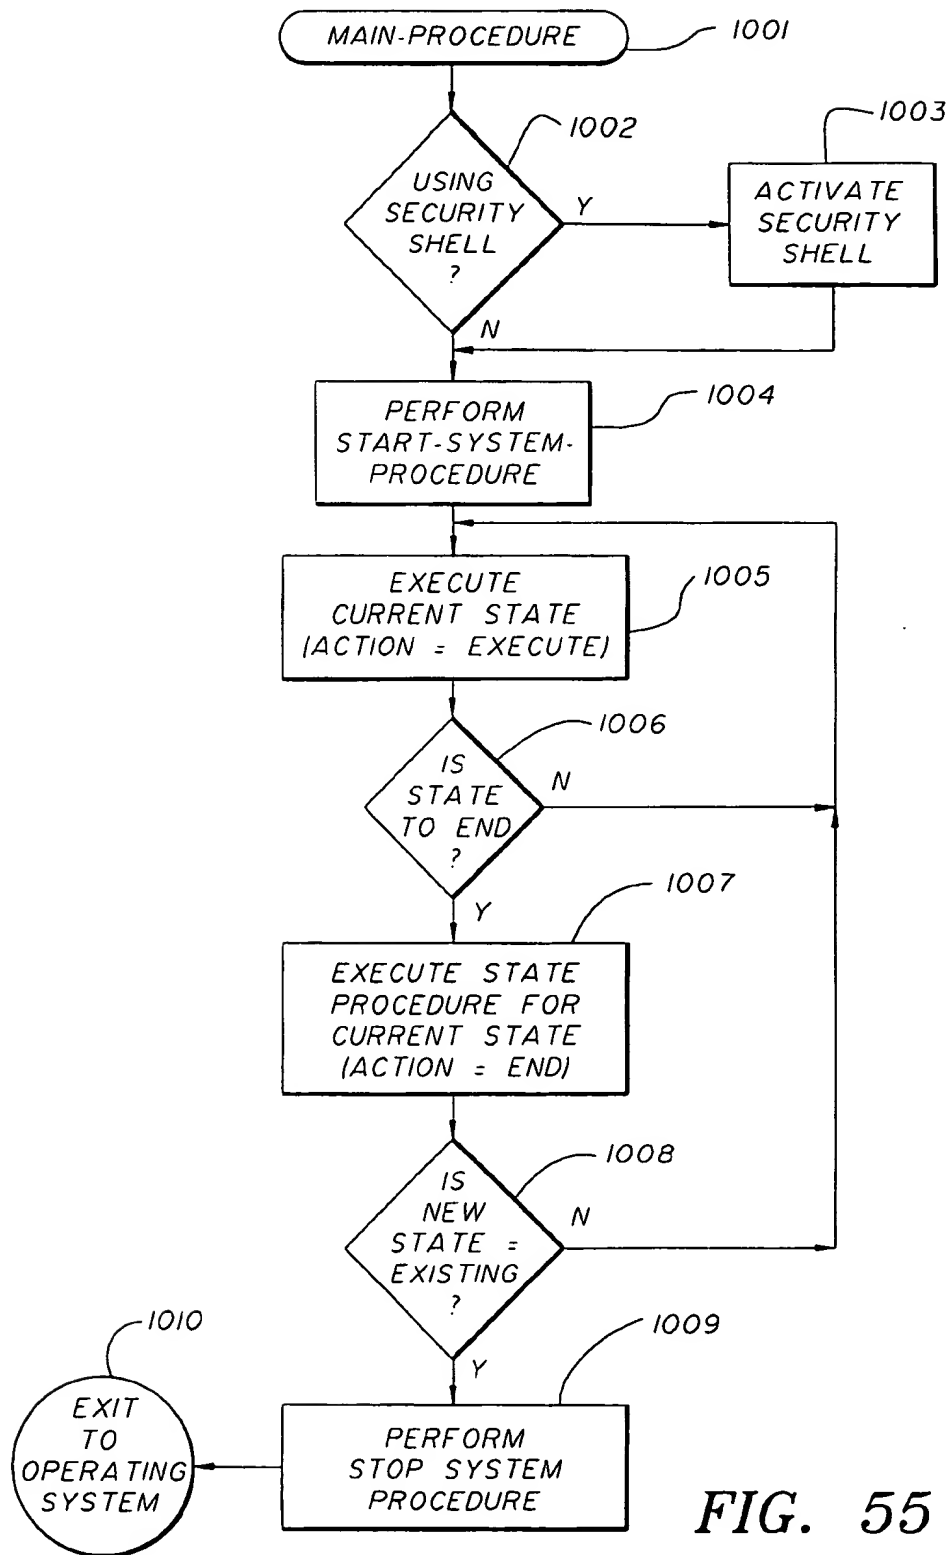 MAIN-PROCEDURE
1001
1002
1003
USING
SECURITY
SHELL
?
Y
ACTIVATE
SECURITY
SHELL
N
1004
PERFORM
START-SYSTEM-
PROCEDURE
1005
EXECUTE
CURRENT STATE
(ACTION = EXECUTE)
1006
IS
STATE
TO END
?
N
Y
1007
EXECUTE STATE
PROCEDURE FOR
CURRENT STATE
(ACTION = END)
1008
IS
NEW
STATE =
EXISTING
?
N
Y
1009
1010
PERFORM
STOP SYSTEM
PROCEDURE
EXIT
TO
OPERATING
SYSTEM
FIG. 55